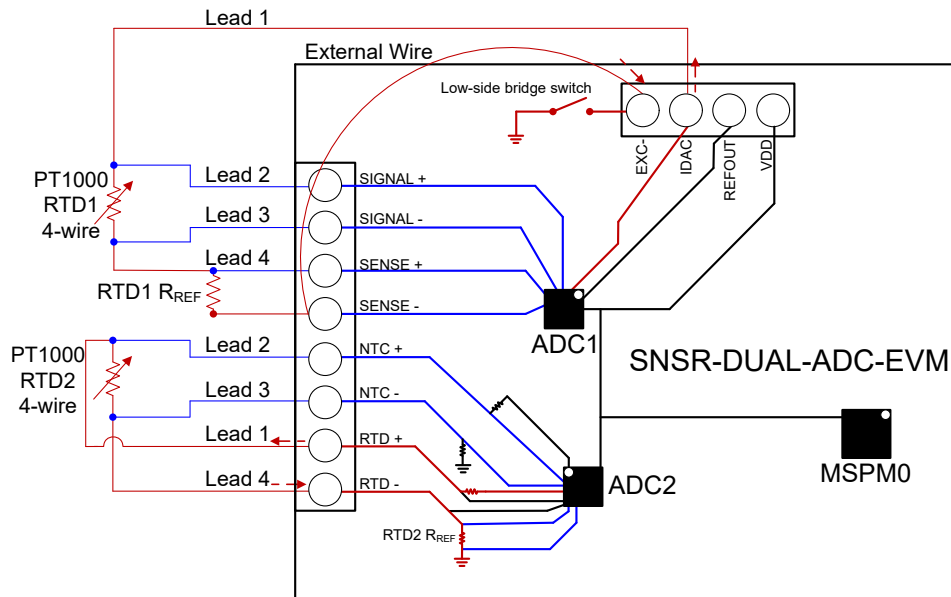 Lead 1
External Wire
Low-side bridge switch
EXC-
IDAC
REFOUT
VDD
PT1000
RTD1
4-wire
Lead 2
SIGNAL +
Lead 3
SIGNAL -
Lead 4
SENSE +
RTD1 RREF
SENSE -
ADC1
PT1000
RTD2
4-wire
Lead 2
NTC +
Lead 3
NTC -
Lead 1
RTD +
Lead 4
RTD -
RTD2 RREF
ADC2
SNSR-DUAL-ADC-EVM
MSPM0